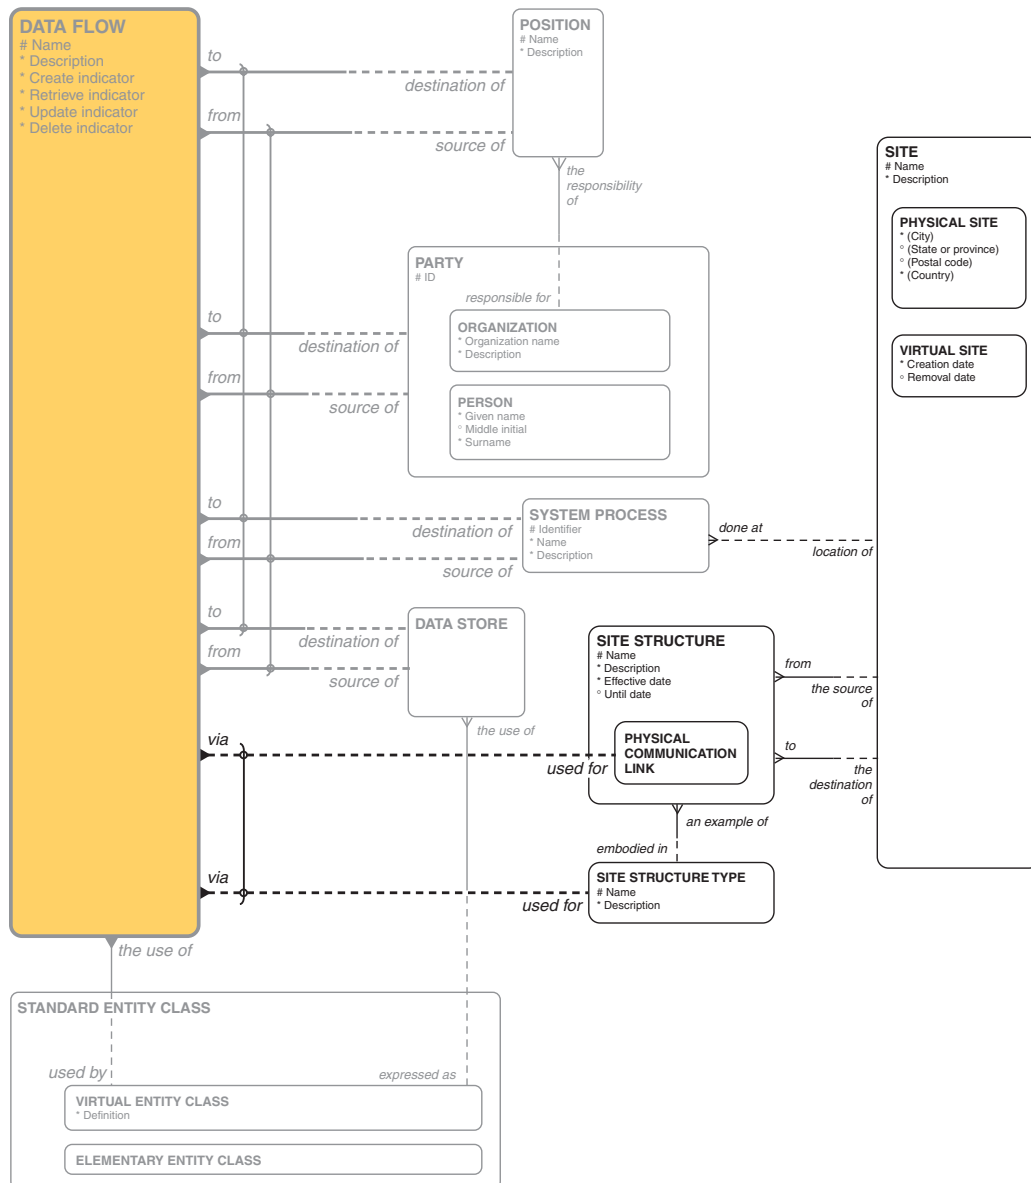 DATA FLOW
# Name
* Description
* Create indicator
* Retrieve indicator
* Update indicator
* Delete indicator
to
destination of
from
source of
POSITION
# Name
* Description
the
responsibility
of
PARTY
# ID
responsible for
ORGANIZATION
* Organization name
* Description
PERSON
* Given name
° Middle initial
* Surname
to
destination of
from
source of
SITE
# Name
* Description
PHYSICAL SITE
* (City)
° (State or province)
° (Postal code)
* (Country)
VIRTUAL SITE
* Creation date
° Removal date
to
destination of
from
source of
SYSTEM PROCESS
# Identifier
* Name
* Description
done at
location of
to
destination of
from
source of
DATA STORE
the use of
SITE STRUCTURE
# Name
* Description
* Effective date
° Until date
PHYSICAL
COMMUNICATION
LINK
from
the source
of
to
the
destination
of
via
used for
an example of
embodied in
via
used for
SITE STRUCTURE TYPE
# Name
* Description
the use of
STANDARD ENTITY CLASS
used by
expressed as
VIRTUAL ENTITY CLASS
* Definition
ELEMENTARY ENTITY CLASS